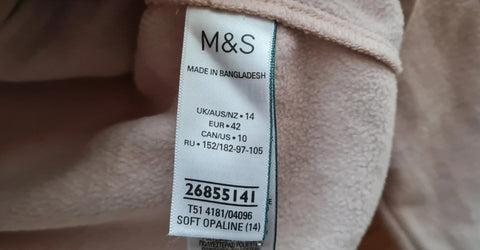 M&S
MADE IN BANGLADESH
UK/AUS/NZ • 14
EUR • 42
CAN/US • 10
RU • 152/182-97-105
26855141
T51 4181/04096
SOFT OPALINE (14)